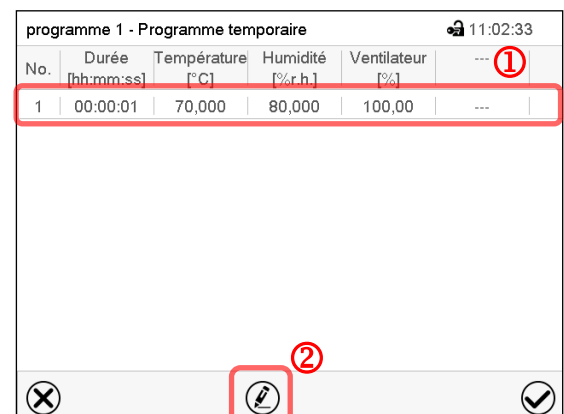 programme 1 - Programme temporaire 11:02:33
No. Durée [hh:mm:ss] Température [°C] Humidité [%r.h.] Ventilateur [%] ---
①
1 00:00:01 70,000 80,000 100,00 ---
②